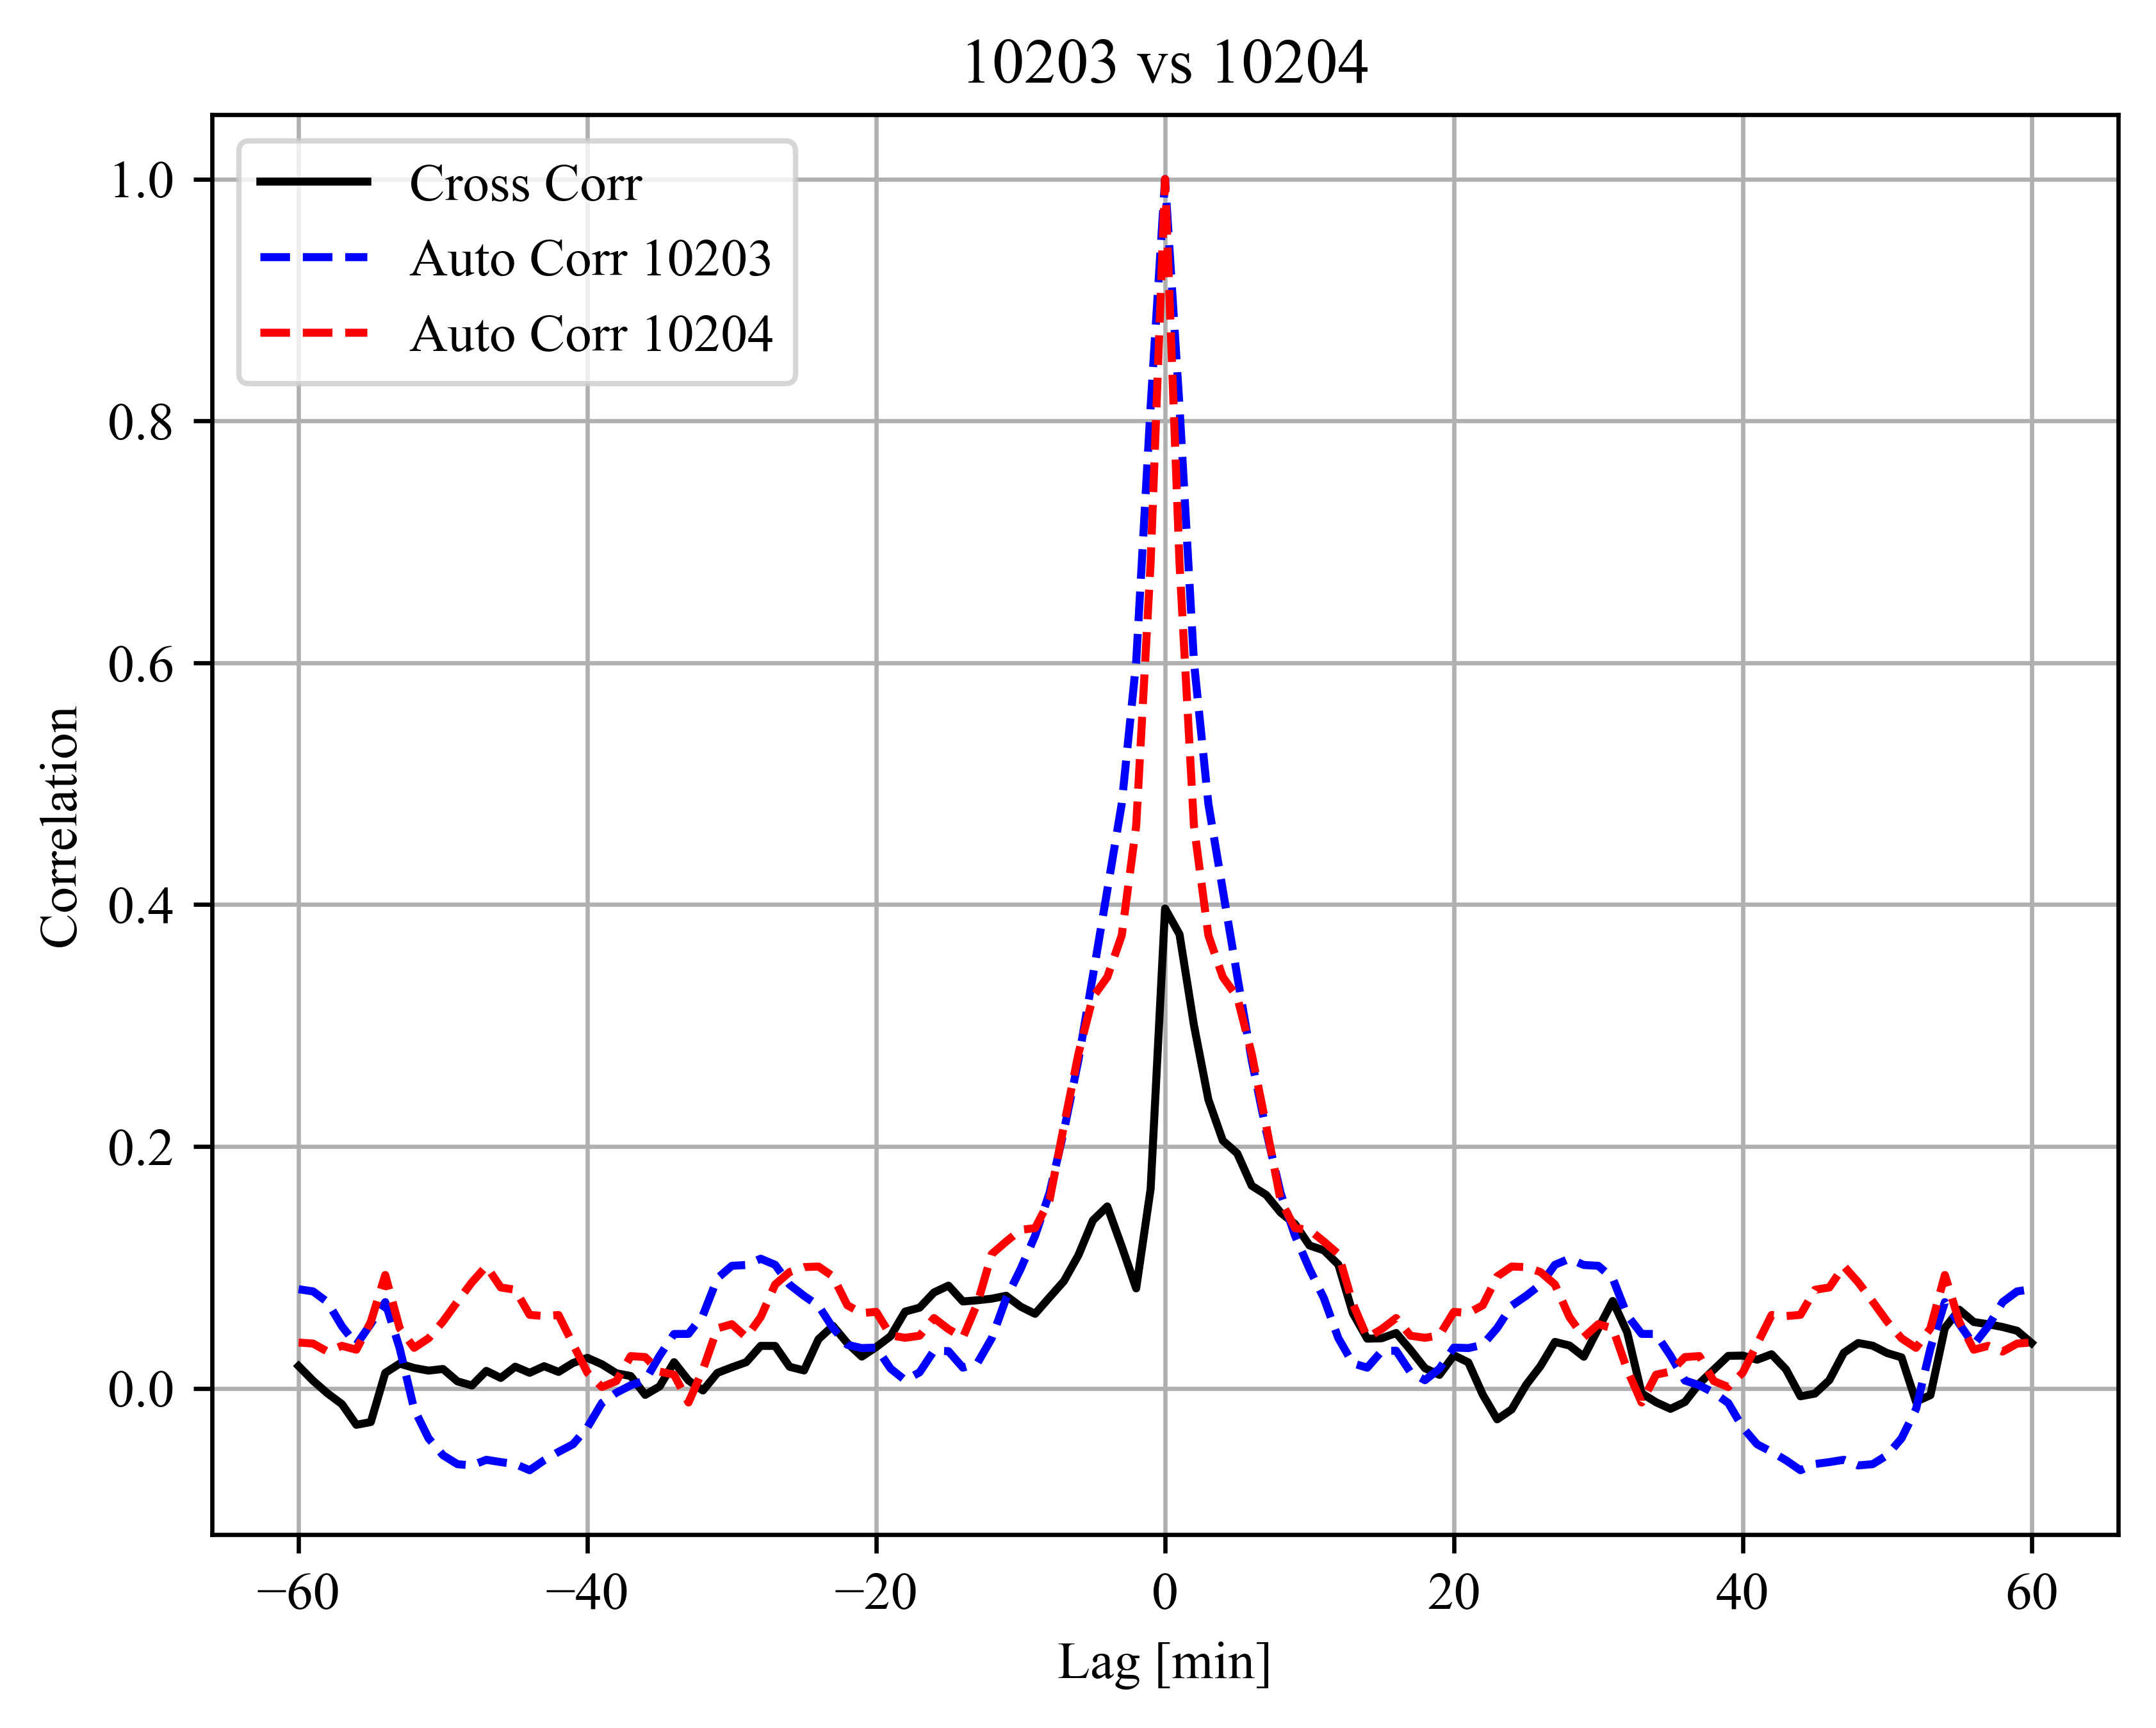 10203 vs 10204
Cross Corr
Auto Corr 10203
Auto Corr 10204
1.0
0.8
0.6
0.4
0.2
0.0
Correlation
−60
−40
−20
0
20
40
60
Lag [min]